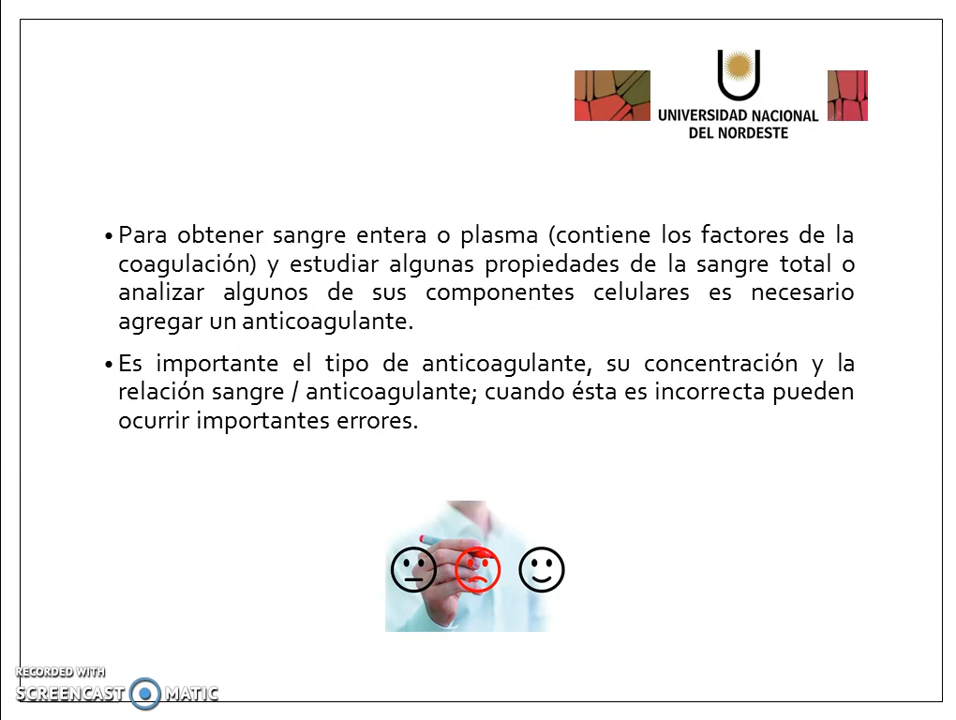 UNIVERSIDAD NACIONAL
DEL NORDESTE
• Para obtener sangre entera o plasma (contiene los factores de la
coagulación) y estudiar algunas propiedades de la sangre total o
analizar algunos de sus componentes celulares es necesario
agregar un anticoagulante.
• Es importante el tipo de anticoagulante, su concentración y la
relación sangre / anticoagulante; cuando ésta es incorrecta pueden
ocurrir importantes errores.
RECORDED WITH
SCREENCAST MATIC